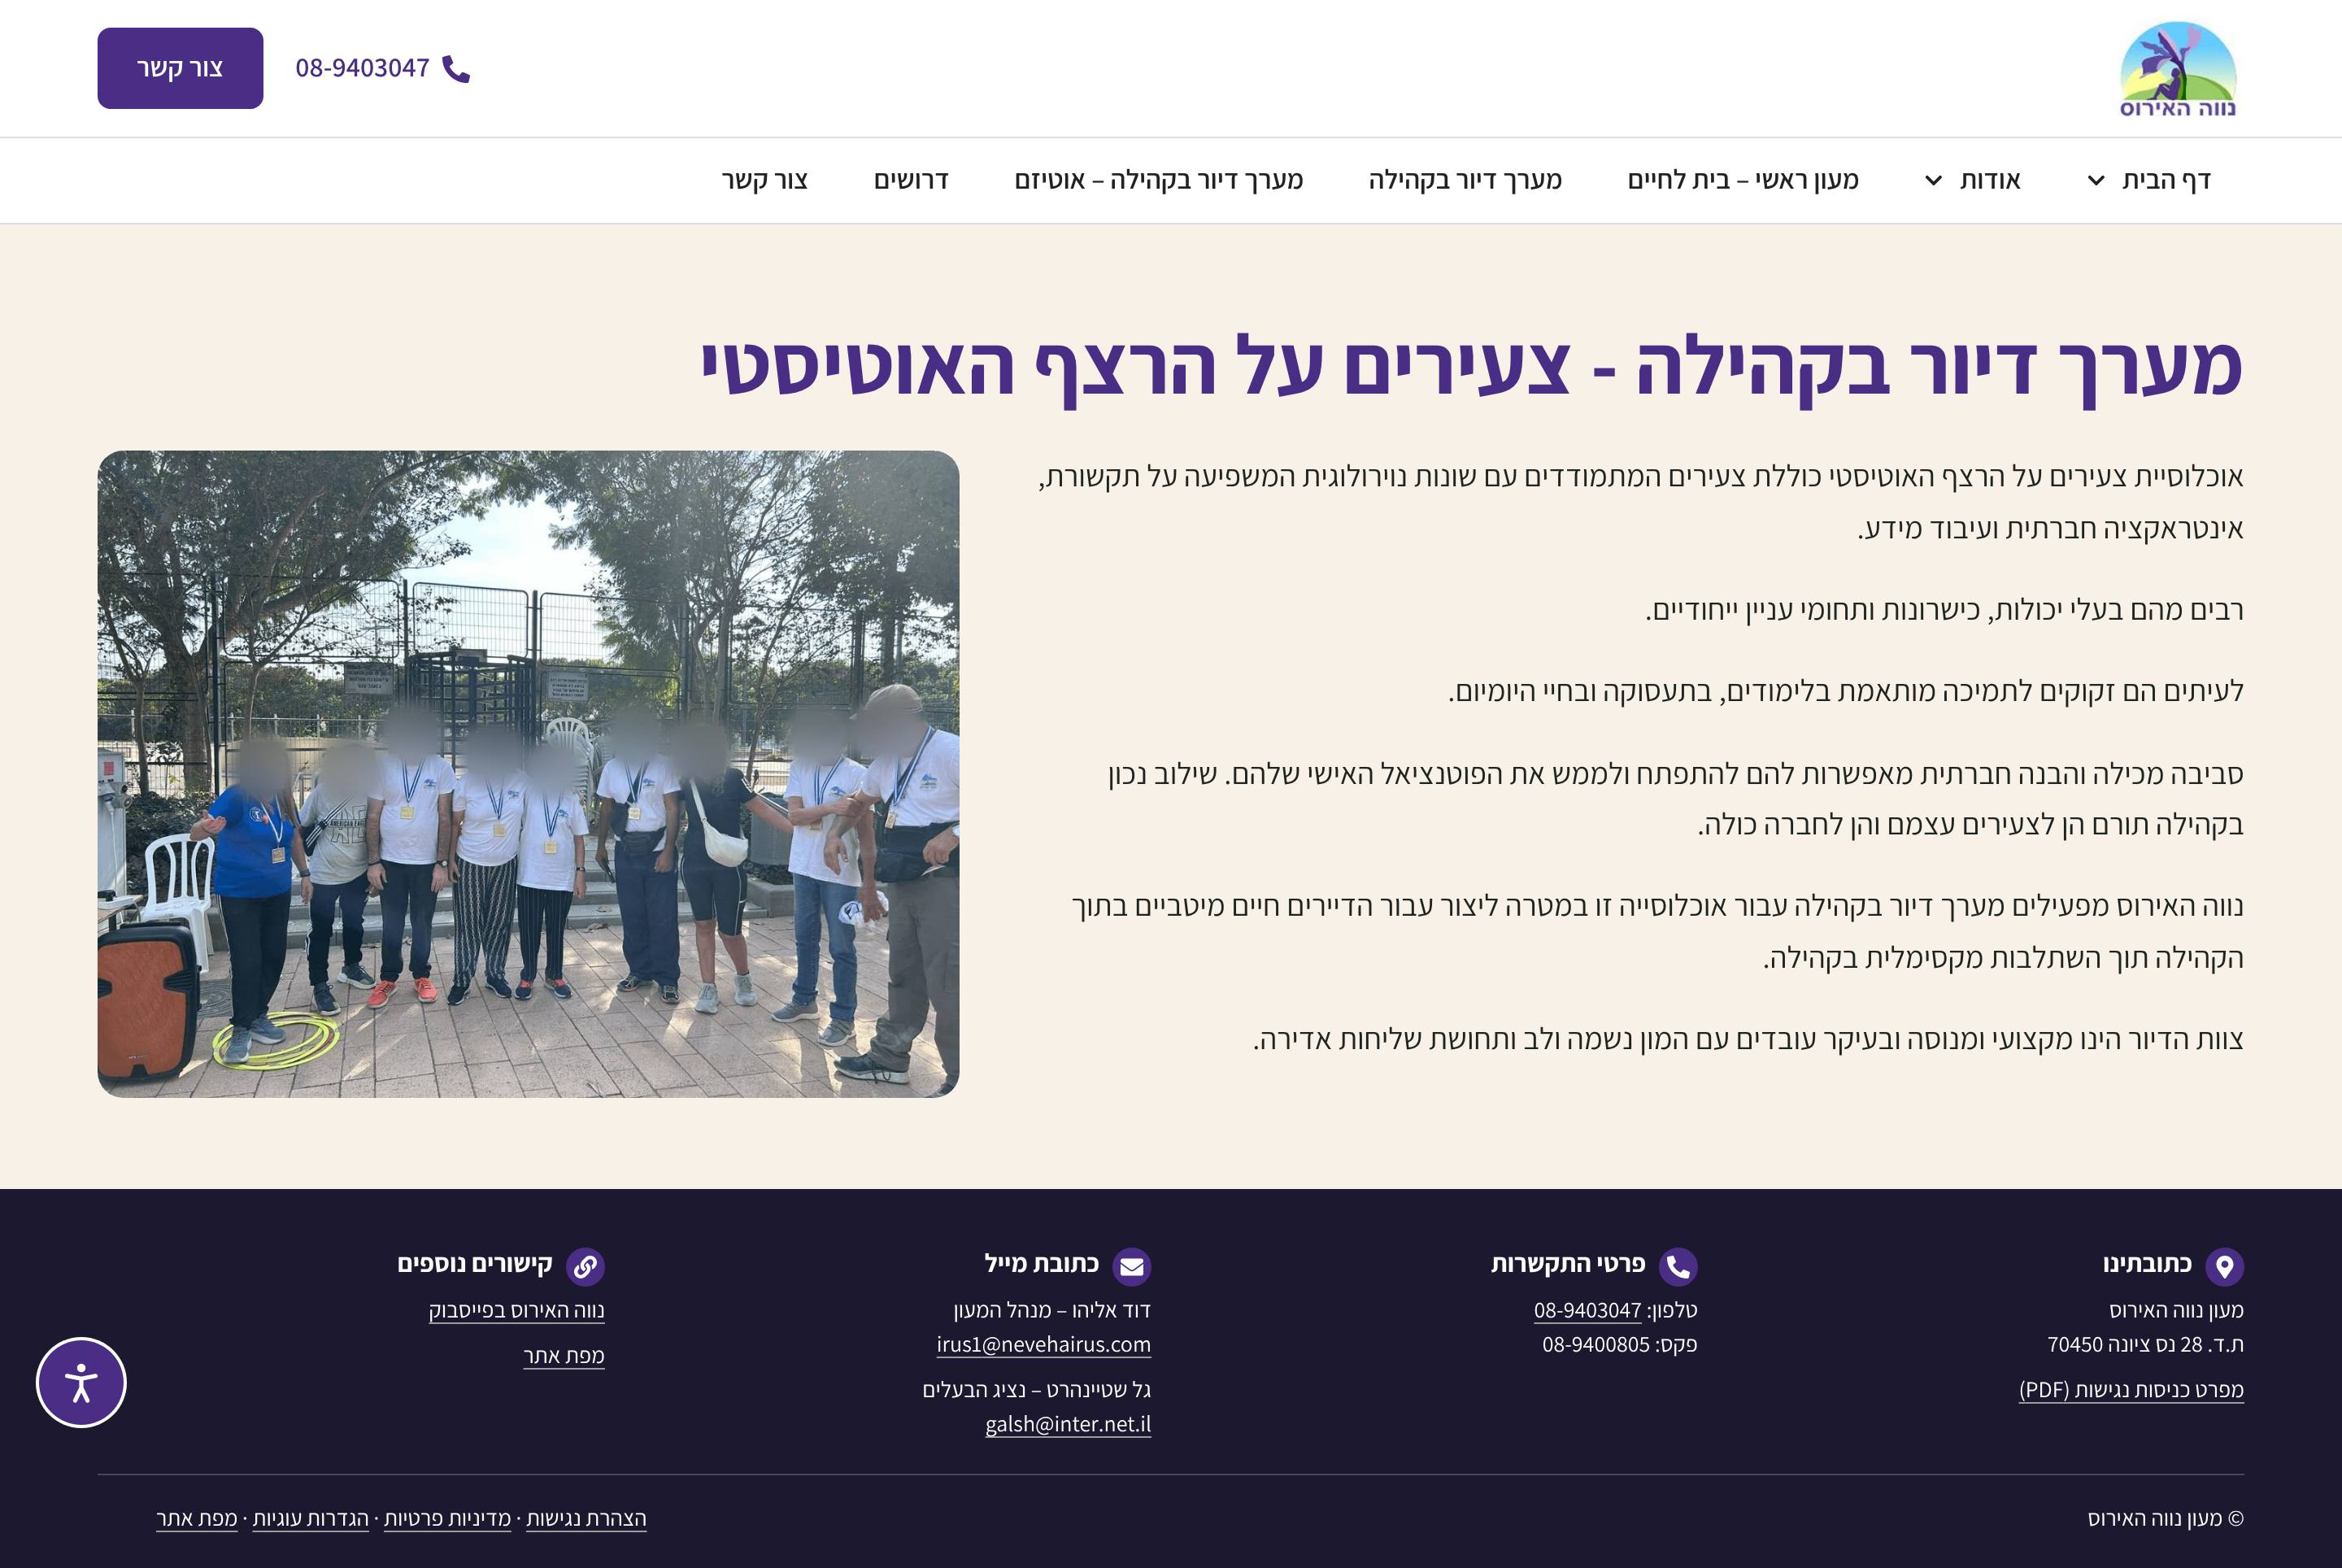 נווה האירוס
08-9403047
צור קשר
דף הבית
אודות
מעון ראשי – בית לחיים
מערך דיור בקהילה
מערך דיור בקהילה – אוטיזם
דרושים
צור קשר
מערך דיור בקהילה - צעירים על הרצף האוטיסטי
אוכלוסיית צעירים על הרצף האוטיסטי כוללת צעירים המתמודדים עם שונות נוירולוגית המשפיעה על תקשורת,
אינטראקציה חברתית ועיבוד מידע.
רבים מהם בעלי יכולות, כישרונות ותחומי עניין ייחודיים.
לעיתים הם זקוקים לתמיכה מותאמת בלימודים, בתעסוקה ובחיי היומיום.
סביבה מכילה והבנה חברתית מאפשרות להם להתפתח ולממש את הפוטנציאל האישי שלהם. שילוב נכון
בקהילה תורם הן לצעירים עצמם והן לחברה כולה.
נווה האירוס מפעילים מערך דיור בקהילה עבור אוכלוסייה זו במטרה ליצור עבור הדיירים חיים מיטביים בתוך
הקהילה תוך השתלבות מקסימלית בקהילה.
צוות הדיור הינו מקצועי ומנוסה ובעיקר עובדים עם המון נשמה ולב ותחושת שליחות אדירה.
AMERICAN EAGLE
כתובתינו
מעון נווה האירוס
ת.ד. 28 נס ציונה 70450
מפרט כניסות נגישות (PDF)
פרטי התקשרות
טלפון: 08-9403047
פקס: 08-9400805
כתובת מייל
דוד אליהו – מנהל המעון
irus1@nevehairus.com
גל שטיינהרט – נציג הבעלים
galsh@inter.net.il
קישורים נוספים
נווה האירוס בפייסבוק
מפת אתר
© מעון נווה האירוס
הצהרת נגישות · מדיניות פרטיות · הגדרות עוגיות · מפת אתר